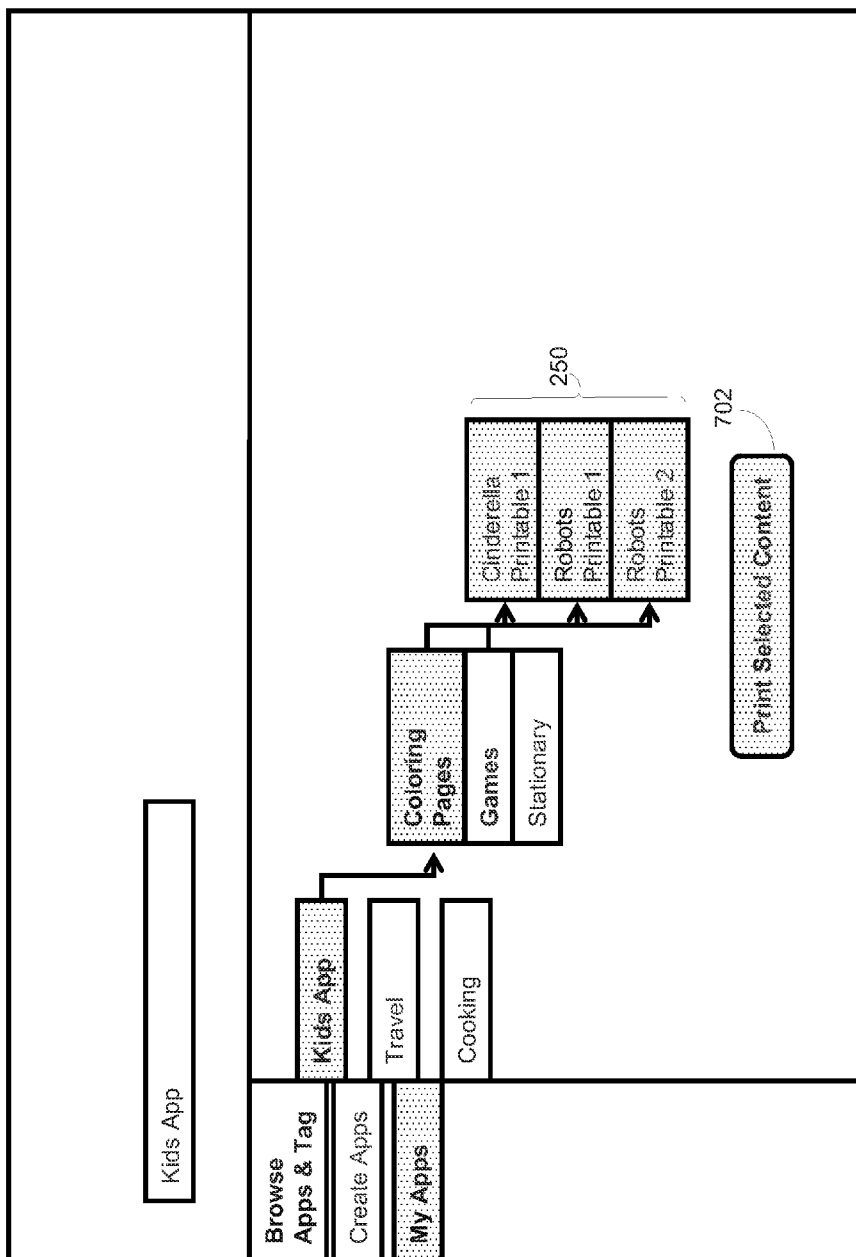 Kids App
Browse
Apps & Tag
Create Apps
My Apps
Kids App
Travel
Cooking
Coloring
Pages
Games
Stationary
Cinderella
Printable 1
Robots
Printable 1
Robots
Printable 2
250
Print Selected Content
702